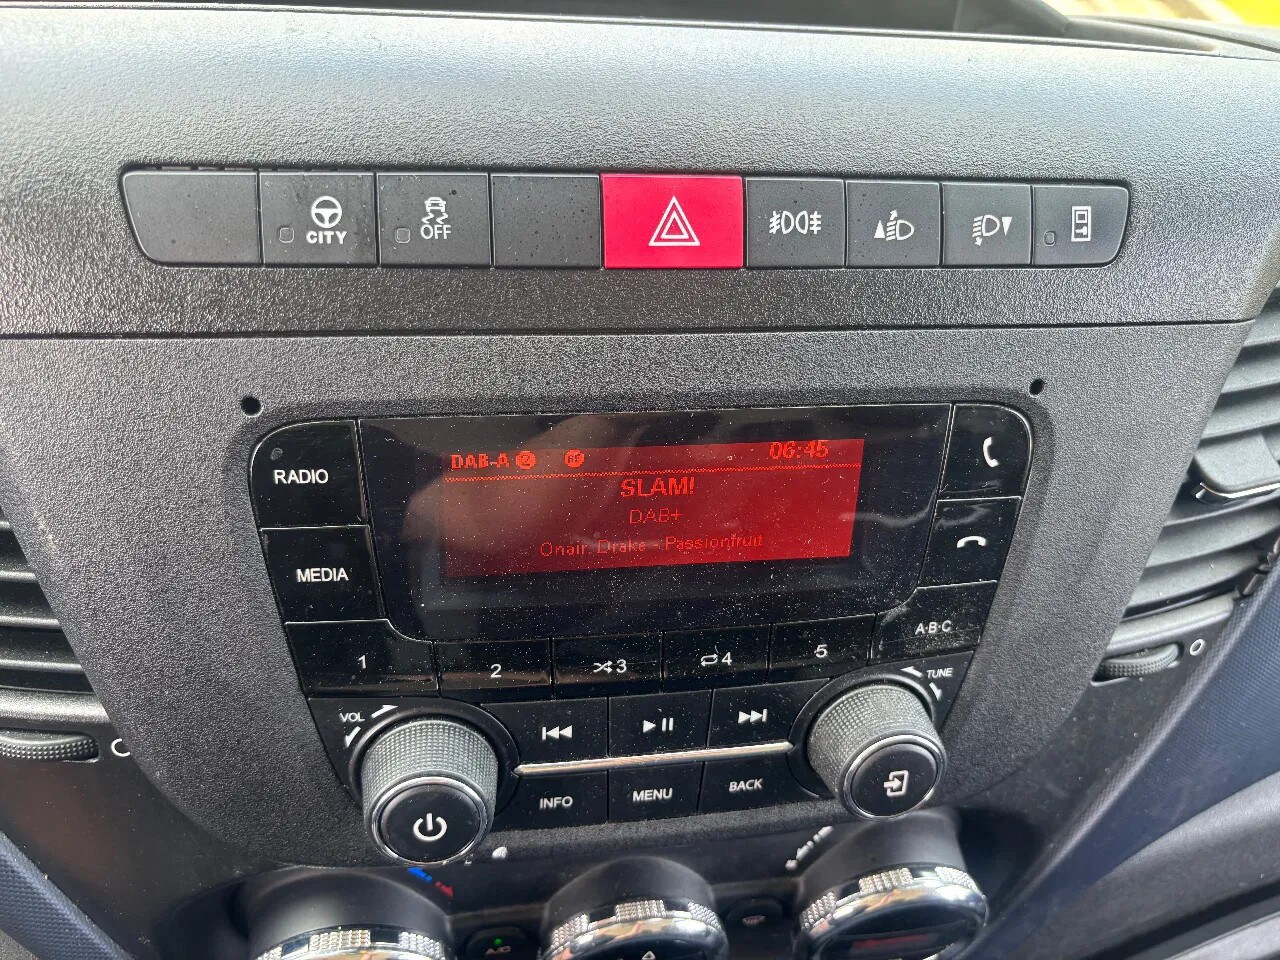 CITY
OFF
DAB-A
06:45
SLAM!
DAB+
Onair: Drake - Passionfruit
RADIO
MEDIA
A·B·C
1
2
3
4
5
VOL
TUNE
INFO
MENU
BACK
A/C